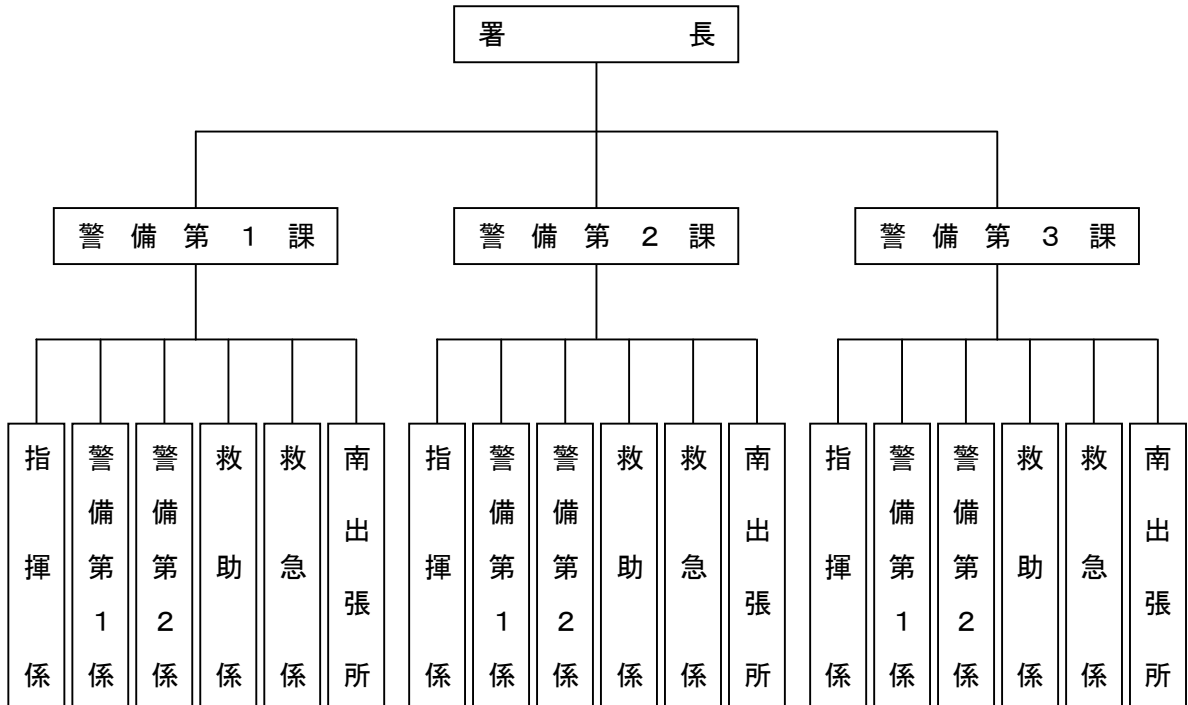 署長
警備第１課
警備第２課
警備第３課
指揮係
警備第１係
警備第２係
救助係
救急係
南出張所
指揮係
警備第１係
警備第２係
救助係
救急係
南出張所
指揮係
警備第１係
警備第２係
救助係
救急係
南出張所